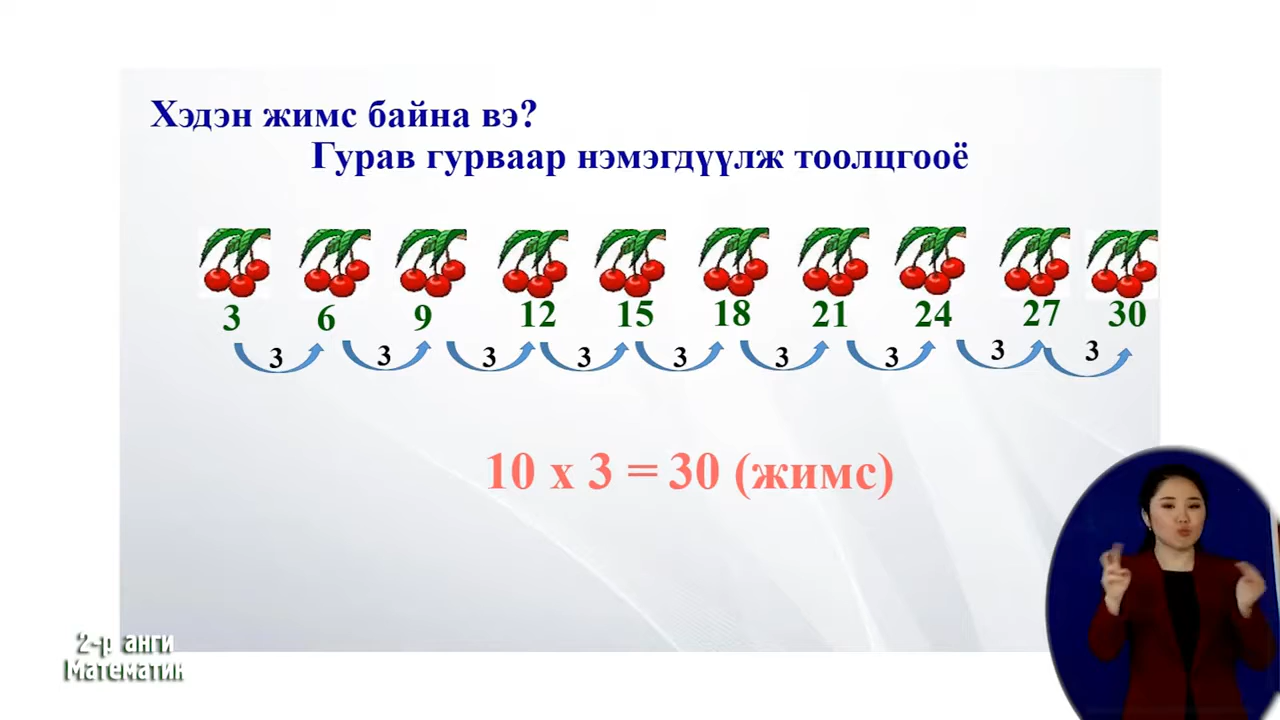 Хэдэн жимс байна вэ?
Гурав гурваар нэмэгдүүлж тоолцгооё
3 6 9 12 15 18 21 24 27 30
3 3 3 3 3 3 3 3 3
10 x 3 = 30 (жимс)
2-р анги
Математик